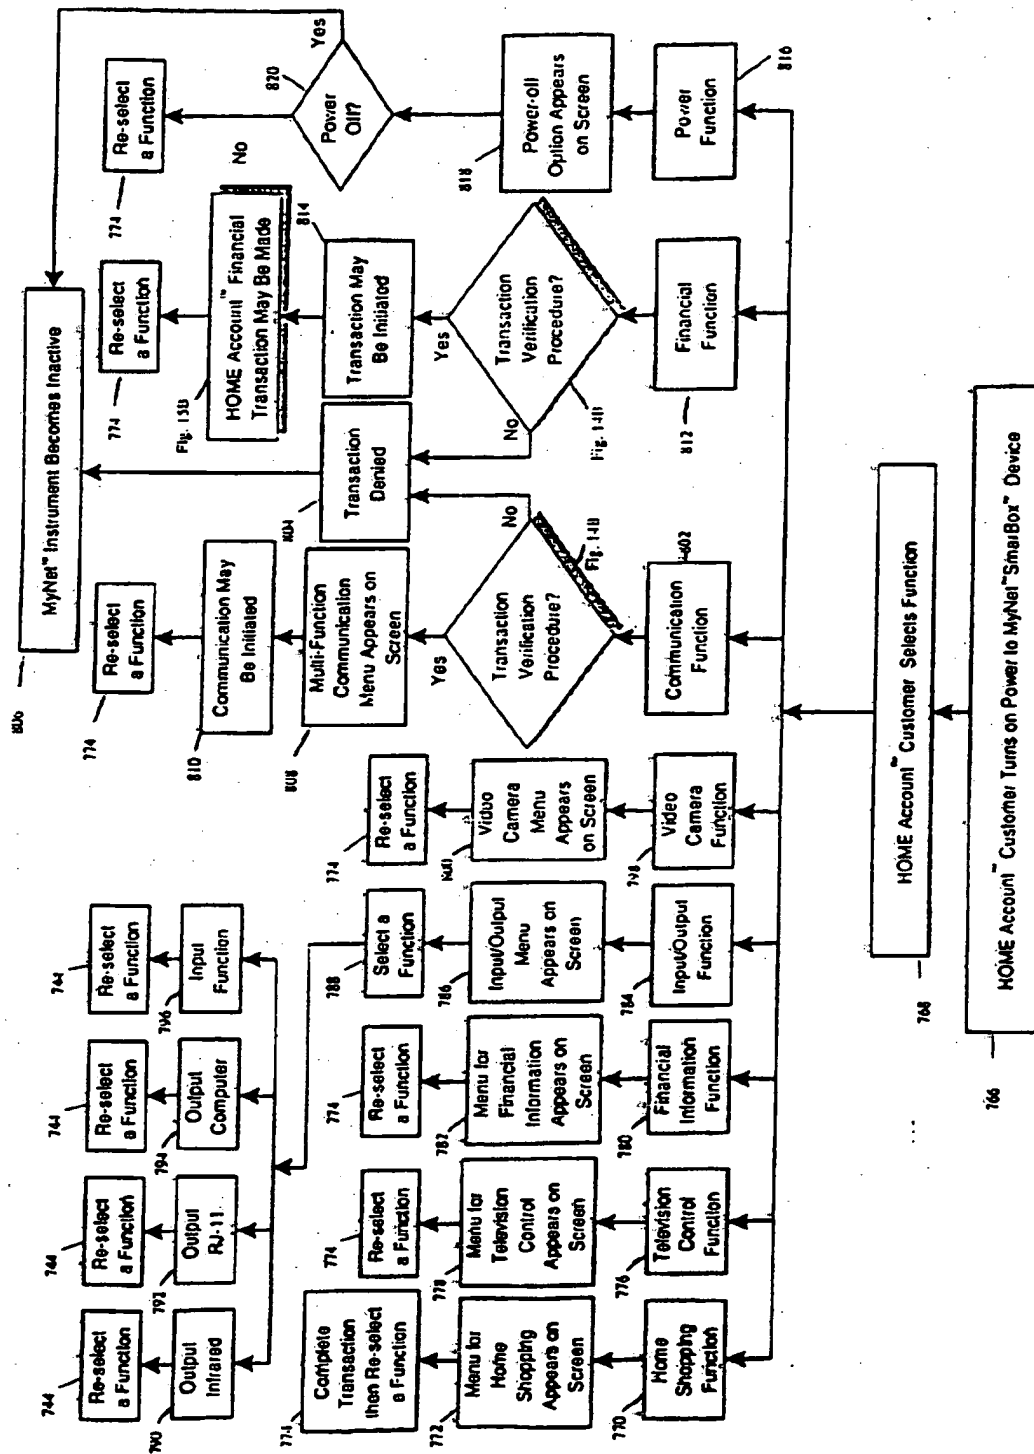 766
HOME Account™ Customer Turns on Power to MyNet™ SmarBox™ Device
768
HOME Account™ Customer Selects Function
770
Home
Shopping
Function
772
Menu for
Home
Shopping
Appears on
Screen
774
Complete
Transaction
then Re-select
a Function
776
Television
Control
Function
778
Menu for
Television
Control
Appears on
Screen
774
Re-select
a Function
780
Financial
Information
Function
782
Menu for
Financial
Information
Appears on
Screen
774
Re-select
a Function
784
Input/Output
Function
786
Input/Output
Menu
Appears on
Screen
788
Select a
Function
790
Output
Infrared
744
Re-select
a Function
792
Output
RJ-11
744
Re-select
a Function
794
Output
Computer
744
Re-select
a Function
796
Input
Function
744
Re-select
a Function
798
Video
Camera
Function
800
Video
Camera
Menu
Appears
on Screen
774
Re-select
a Function
602
Communication
Function
Transaction
Verification
Procedure?
Fig. 14B
Yes
No
808
Multi-Function
Communication
Menu Appears on
Screen
810
Communication May
Be Initiated
774
Re-select
a Function
804
Transaction
Denied
806
MyNet™ Instrument Becomes Inactive
812
Financial
Function
Transaction
Verification
Procedure?
Fig. 14B
No
Yes
814
Transaction May
Be Initiated
Fig. 15B
HOME Account™ Financial
Transaction May Be Made
774
Re-select
a Function
816
Power
Function
818
Power-off
Option Appears
on Screen
820
Power
Off?
No
Yes
774
Re-select
a Function